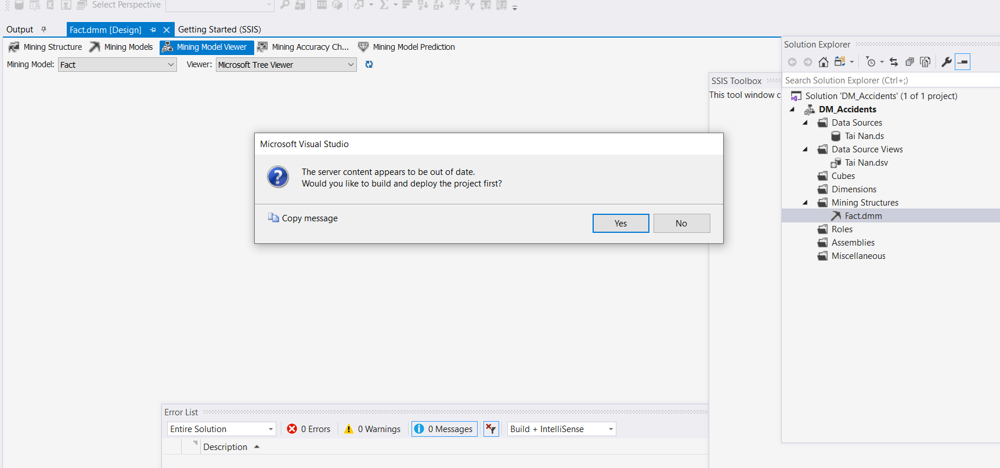 Select Perspective
Output
Fact.dmm [Design]
Getting Started (SSIS)
Mining Structure
Mining Models
Mining Model Viewer
Mining Accuracy Ch...
Mining Model Prediction
Mining Model:
Fact
Viewer:
Microsoft Tree Viewer
SSIS Toolbox
This tool window c
Microsoft Visual Studio
The server content appears to be out of date.
Would you like to build and deploy the project first?
Copy message
Yes
No
Solution Explorer
Search Solution Explorer (Ctrl+;)
Solution 'DM_Accidents' (1 of 1 project)
DM_Accidents
Data Sources
Tai Nan.ds
Data Source Views
Tai Nan.dsv
Cubes
Dimensions
Mining Structures
Fact.dmm
Roles
Assemblies
Miscellaneous
Error List
Entire Solution
0 Errors
0 Warnings
0 Messages
Build + IntelliSense
Description